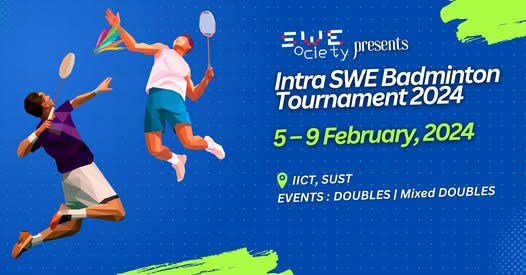 SWE
Society presents
Intra SWE Badminton
Tournament 2024
5 – 9 February, 2024
IICT, SUST
EVENTS : DOUBLES | Mixed DOUBLES